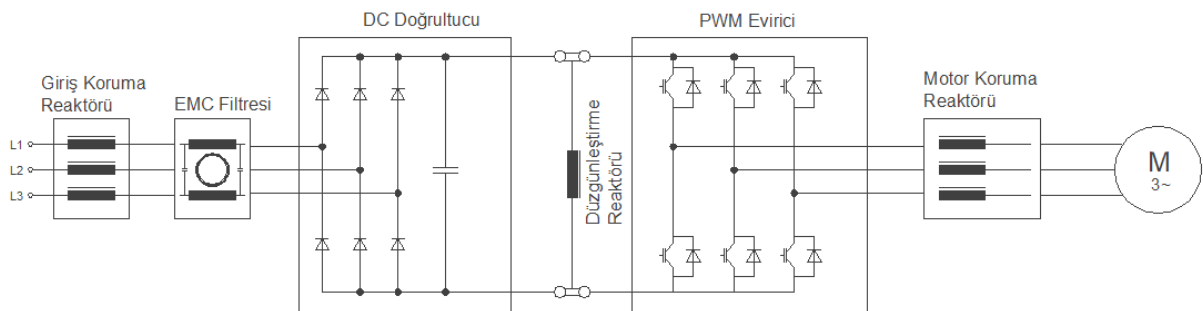 DC Doğrultucu
PWM Evirici
Giriş Koruma
Reaktörü
EMC Filtresi
Motor Koruma
Reaktörü
L1
L2
L3
Düzgünleştirme
Reaktörü
M
3~